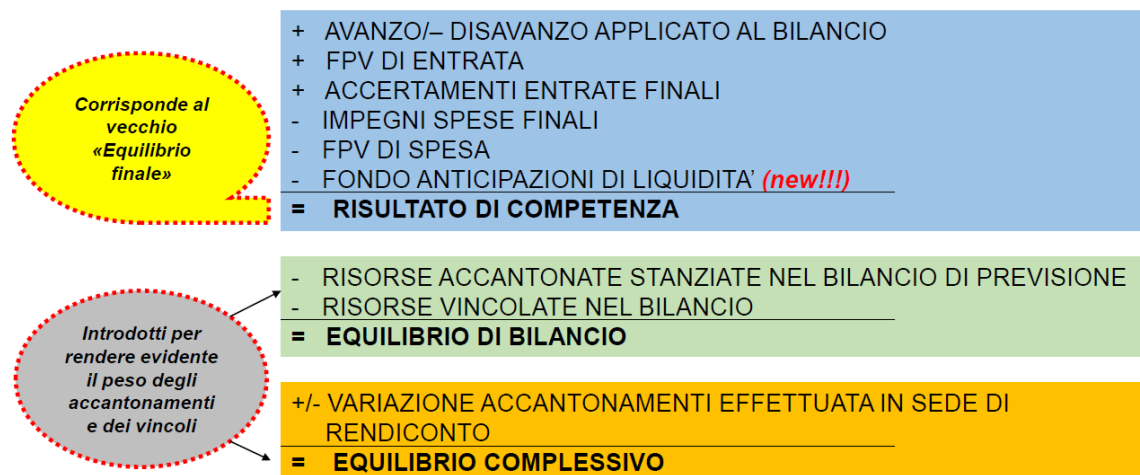 Corrisponde al
vecchio
«Equilibrio
finale»
+ AVANZO/– DISAVANZO APPLICATO AL BILANCIO
+ FPV DI ENTRATA
+ ACCERTAMENTI ENTRATE FINALI
- IMPEGNI SPESE FINALI
- FPV DI SPESA
- FONDO ANTICIPAZIONI DI LIQUIDITA’ (new!!!)
= RISULTATO DI COMPETENZA
Introdotti per
rendere evidente
il peso degli
accantonamenti
e dei vincoli
- RISORSE ACCANTONATE STANZIATE NEL BILANCIO DI PREVISIONE
- RISORSE VINCOLATE NEL BILANCIO
= EQUILIBRIO DI BILANCIO
+/- VARIAZIONE ACCANTONAMENTI EFFETTUATA IN SEDE DI
RENDICONTO
= EQUILIBRIO COMPLESSIVO